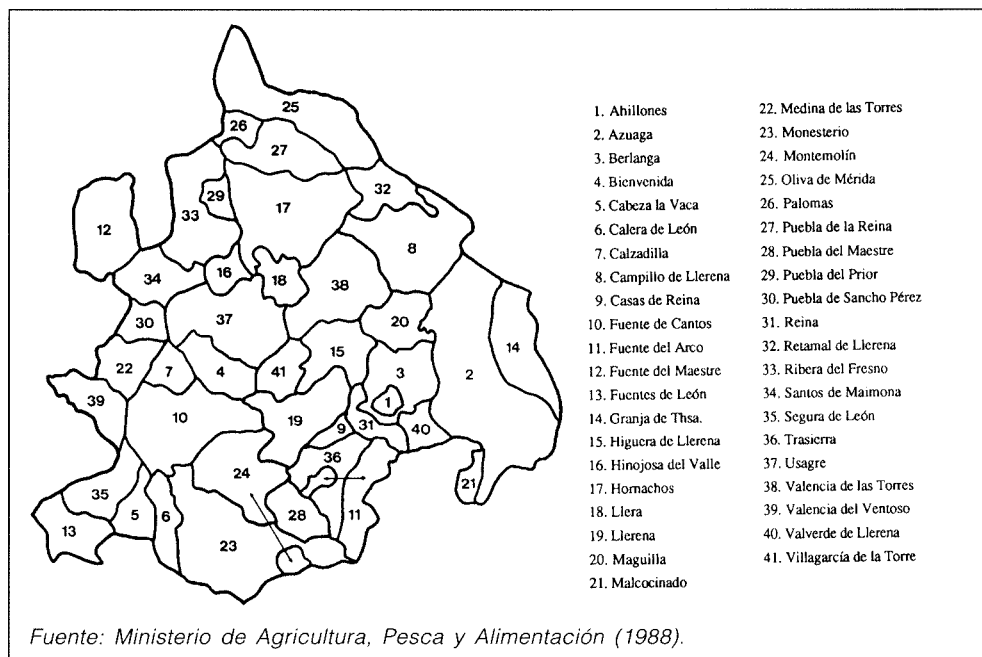 25
26
27
32
29
33
17
12
8
16
18
34
38
37
30
20
15
14
22
7
4
41
3
2
39
1
10
19
9
31
40
36
24
21
35
5
6
28
11
13
23
1. Ahillones
2. Azuaga
3. Berlanga
4. Bienvenida
5. Cabeza la Vaca
6. Calera de León
7. Calzadilla
8. Campillo de Llerena
9. Casas de Reina
10. Fuente de Cantos
11. Fuente del Arco
12. Fuente del Maestre
13. Fuentes de León
14. Granja de Thsa.
15. Higuera de Llerena
16. Hinojosa del Valle
17. Hornachos
18. Llera
19. Llerena
20. Maguilla
21. Malcocinado
22. Medina de las Torres
23. Monesterio
24. Montemolín
25. Oliva de Mérida
26. Palomas
27. Puebla de la Reina
28. Puebla del Maestre
29. Puebla del Prior
30. Puebla de Sancho Pérez
31. Reina
32. Retamal de Llerena
33. Ribera del Fresno
34. Santos de Maimona
35. Segura de León
36. Trasierra
37. Usagre
38. Valencia de las Torres
39. Valencia del Ventoso
40. Valverde de Llerena
41. Villagarcía de la Torre
Fuente: Ministerio de Agricultura, Pesca y Alimentación (1988).